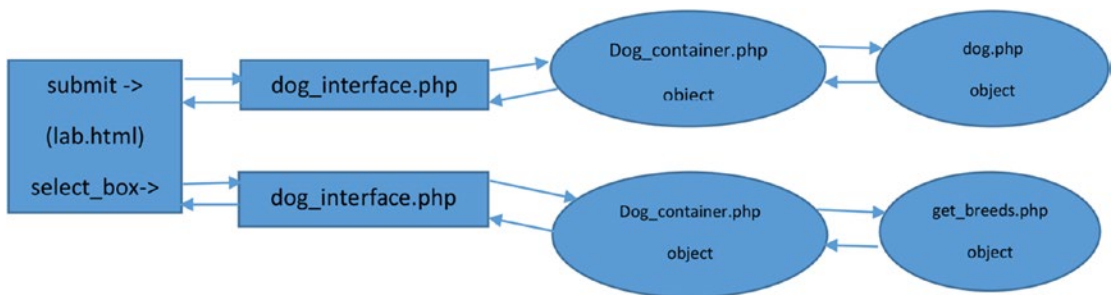 submit ->
(lab.html)
select_box->
dog_interface.php
Dog_container.php
object
dog.php
object
dog_interface.php
Dog_container.php
object
get_breeds.php
object